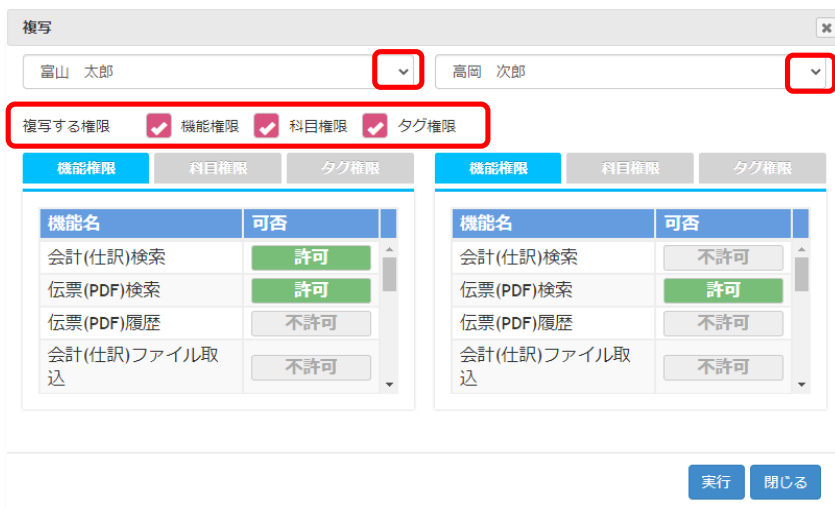 複写
富山 太郎
高岡 次郎
複写する権限 機能権限 科目権限 タグ権限
機能権限 科目権限 タグ権限
機能名 可否
会計(仕訳)検索 許可
伝票(PDF)検索 許可
伝票(PDF)履歴 不許可
会計(仕訳)ファイル取
込 不許可
機能権限 科目権限 タグ権限
機能名 可否
会計(仕訳)検索 不許可
伝票(PDF)検索 許可
伝票(PDF)履歴 不許可
会計(仕訳)ファイル取
込 不許可
実行 閉じる